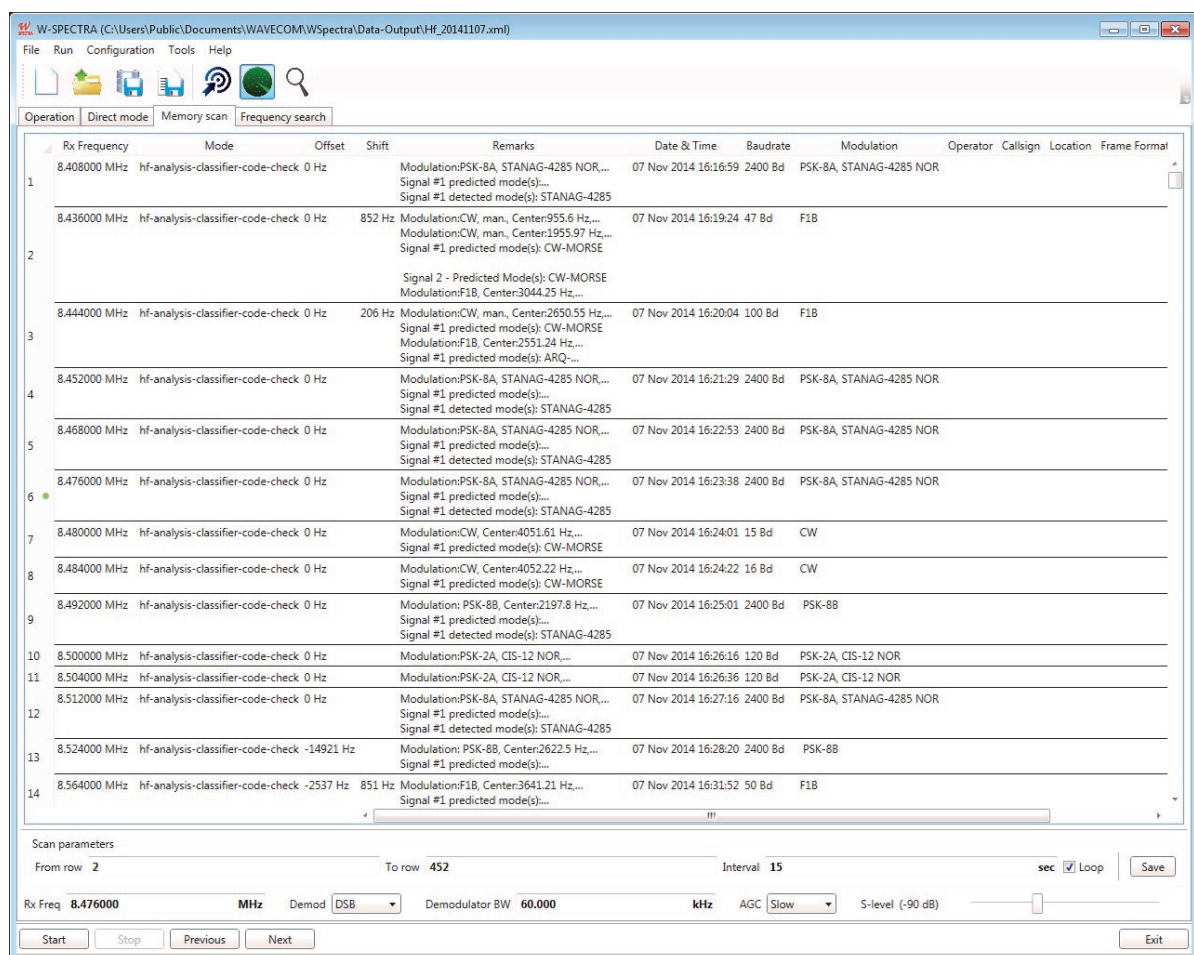 W-SPECTRA (C:\Users\Public\Documents\WAVECOM\WSpectra\Data-Output\Hf_20141107.xml)
File Run Configuration Tools Help
Operation Direct mode Memory scan Frequency search
Rx Frequency Mode Offset Shift Remarks Date & Time Baudrate Modulation Operator Callsign Location Frame Format
1 8.408000 MHz hf-analysis-classifier-code-check 0 Hz Modulation:PSK-8A, STANAG-4285 NOR,... 07 Nov 2014 16:16:59 2400 Bd PSK-8A, STANAG-4285 NOR
Signal #1 predicted mode(s):...
Signal #1 detected mode(s): STANAG-4285
2 8.436000 MHz hf-analysis-classifier-code-check 0 Hz 852 Hz Modulation:CW, man., Center:955.6 Hz,... 07 Nov 2014 16:19:24 47 Bd F1B
Modulation:CW, man., Center:1955.97 Hz,...
Signal #1 predicted mode(s): CW-MORSE
Signal 2 - Predicted Mode(s): CW-MORSE
Modulation:F1B, Center:3044.25 Hz,...
3 8.444000 MHz hf-analysis-classifier-code-check 0 Hz 206 Hz Modulation:CW, man., Center:2650.55 Hz,... 07 Nov 2014 16:20:04 100 Bd F1B
Signal #1 predicted mode(s): CW-MORSE
Modulation:F1B, Center:2551.24 Hz,...
Signal #1 predicted mode(s): ARQ-...
4 8.452000 MHz hf-analysis-classifier-code-check 0 Hz Modulation:PSK-8A, STANAG-4285 NOR,... 07 Nov 2014 16:21:29 2400 Bd PSK-8A, STANAG-4285 NOR
Signal #1 predicted mode(s):...
Signal #1 detected mode(s): STANAG-4285
5 8.468000 MHz hf-analysis-classifier-code-check 0 Hz Modulation:PSK-8A, STANAG-4285 NOR,... 07 Nov 2014 16:22:53 2400 Bd PSK-8A, STANAG-4285 NOR
Signal #1 predicted mode(s):...
Signal #1 detected mode(s): STANAG-4285
6 8.476000 MHz hf-analysis-classifier-code-check 0 Hz Modulation:PSK-8A, STANAG-4285 NOR,... 07 Nov 2014 16:23:38 2400 Bd PSK-8A, STANAG-4285 NOR
Signal #1 predicted mode(s):...
Signal #1 detected mode(s): STANAG-4285
7 8.480000 MHz hf-analysis-classifier-code-check 0 Hz Modulation:CW, Center:4051.61 Hz,... 07 Nov 2014 16:24:01 15 Bd CW
Signal #1 predicted mode(s): CW-MORSE
8 8.484000 MHz hf-analysis-classifier-code-check 0 Hz Modulation:CW, Center:4052.22 Hz,... 07 Nov 2014 16:24:22 16 Bd CW
Signal #1 predicted mode(s): CW-MORSE
9 8.492000 MHz hf-analysis-classifier-code-check 0 Hz Modulation: PSK-8B, Center:2197.8 Hz,... 07 Nov 2014 16:25:01 2400 Bd PSK-8B
Signal #1 predicted mode(s):...
Signal #1 detected mode(s): STANAG-4285
10 8.500000 MHz hf-analysis-classifier-code-check 0 Hz Modulation:PSK-2A, CIS-12 NOR,... 07 Nov 2014 16:26:16 120 Bd PSK-2A, CIS-12 NOR
11 8.504000 MHz hf-analysis-classifier-code-check 0 Hz Modulation:PSK-2A, CIS-12 NOR,... 07 Nov 2014 16:26:36 120 Bd PSK-2A, CIS-12 NOR
12 8.512000 MHz hf-analysis-classifier-code-check 0 Hz Modulation:PSK-8A, STANAG-4285 NOR,... 07 Nov 2014 16:27:16 2400 Bd PSK-8A, STANAG-4285 NOR
Signal #1 predicted mode(s):...
Signal #1 detected mode(s): STANAG-4285
13 8.524000 MHz hf-analysis-classifier-code-check -14921 Hz Modulation: PSK-8B, Center:2622.5 Hz,... 07 Nov 2014 16:28:20 2400 Bd PSK-8B
Signal #1 predicted mode(s):...
14 8.564000 MHz hf-analysis-classifier-code-check -2537 Hz 851 Hz Modulation:F1B, Center:3641.21 Hz,... 07 Nov 2014 16:31:52 50 Bd F1B
Signal #1 predicted mode(s):...
Scan parameters
From row 2 To row 452 Interval 15 sec Loop Save
Rx Freq 8.476000 MHz Demod DSB Demodulator BW 60.000 kHz AGC Slow S-level (-90 dB)
Start Stop Previous Next Exit